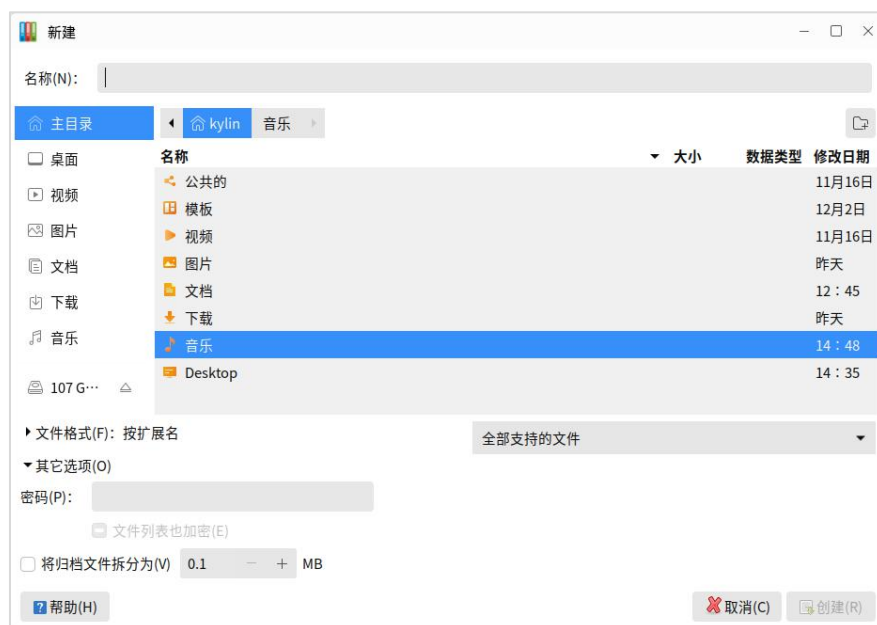 新建
名称(N):
主目录
kylin 音乐
桌面
视频
图片
文档
下载
音乐
107 G…
名称 大小 数据类型 修改日期
公共的 11月16日
模板 12月2日
视频 11月16日
图片 昨天
文档 12：45
下载 昨天
音乐 14：48
Desktop 14：35
文件格式(F): 按扩展名
全部支持的文件
其它选项(O)
密码(P):
文件列表也加密(E)
将归档文件拆分为(V) 0.1 － + MB
帮助(H)
取消(C)
创建(R)